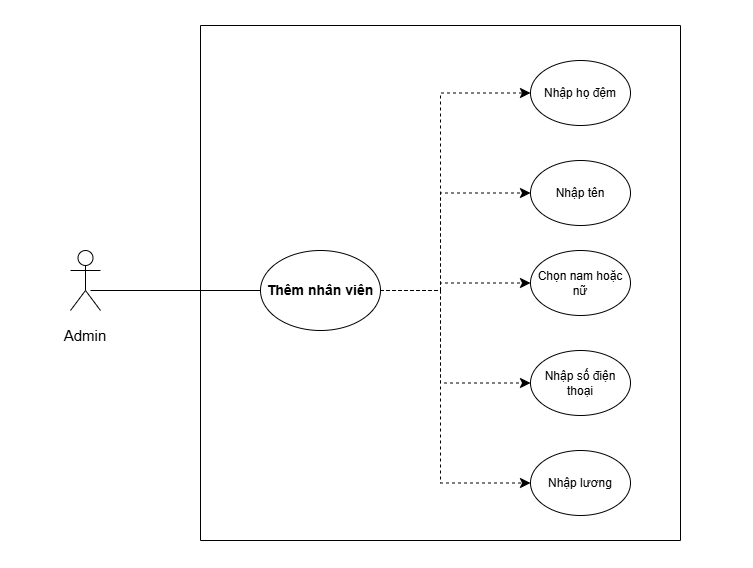 Nhập họ đệm
Nhập tên
Chọn nam hoặc
nữ
Thêm nhân viên
Admin
Nhập số điện
thoại
Nhập lương